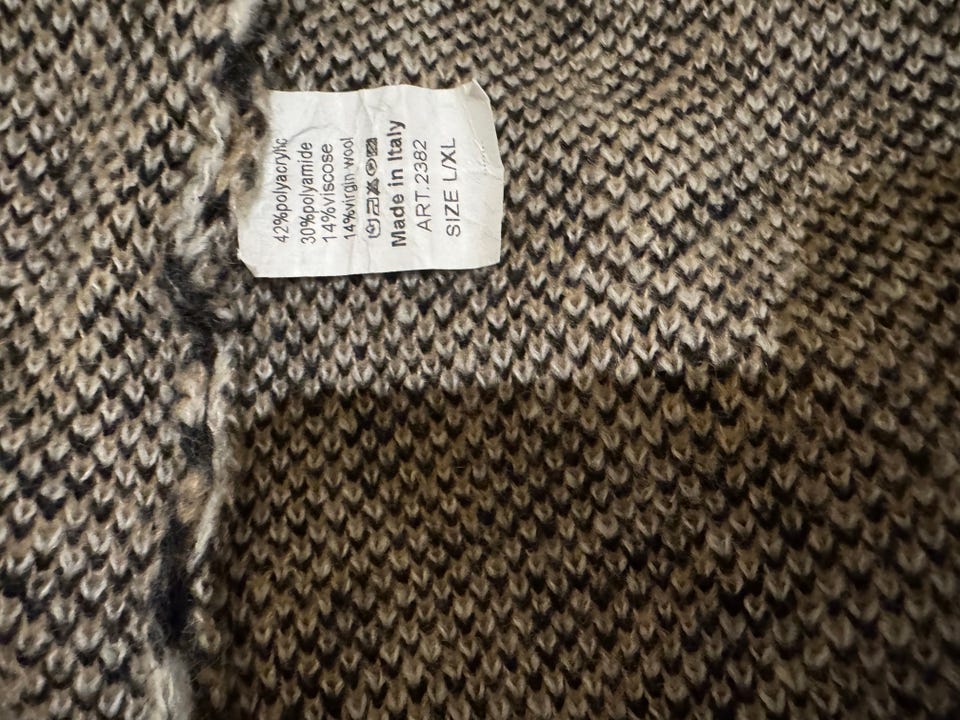 42%polyacrylic
30%polyamide
14%viscose
14%virgin wool
Made in Italy
ART.2382
SIZE L/XL